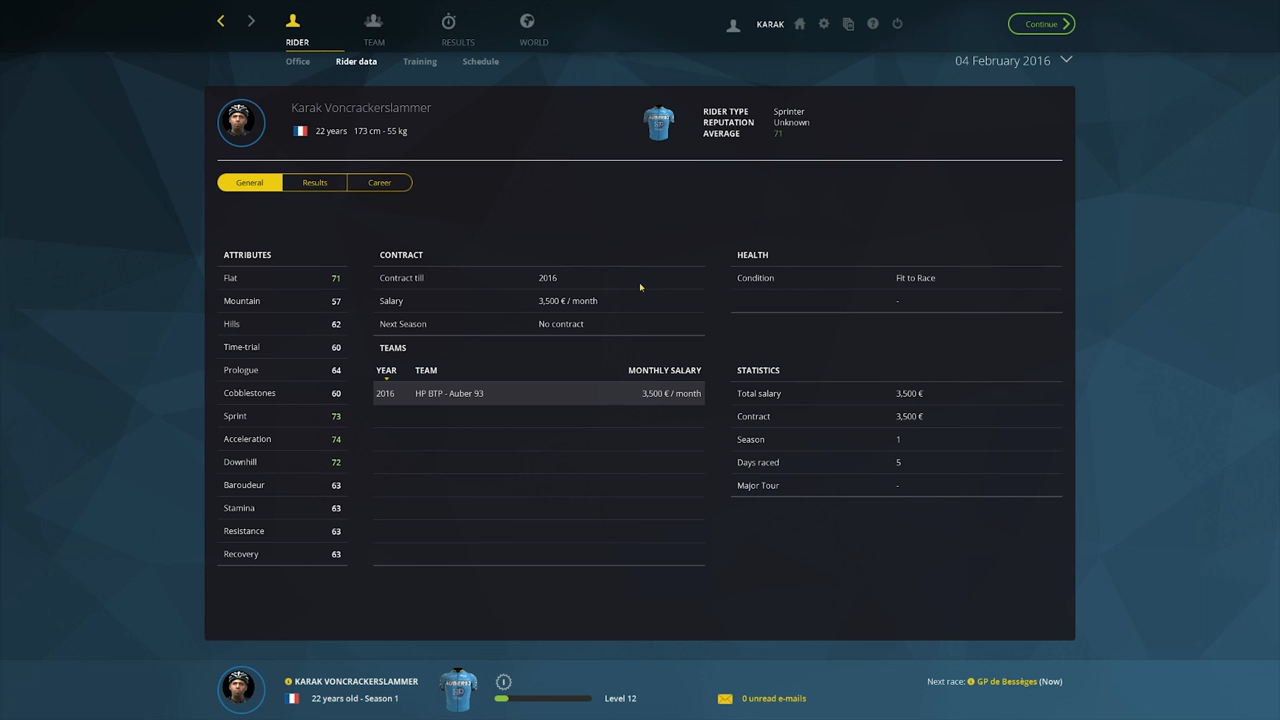 RIDER
TEAM
RESULTS
WORLD
KARAK
Continue
Office
Rider data
Training
Schedule
04 February 2016
Karak Voncrackerslammer
22 years 173 cm - 55 kg
RIDER TYPE Sprinter
REPUTATION Unknown
AVERAGE 71
General
Results
Career
ATTRIBUTES
Flat 71
Mountain 57
Hills 62
Time-trial 60
Prologue 64
Cobblestones 60
Sprint 73
Acceleration 74
Downhill 72
Baroudeur 63
Stamina 63
Resistance 63
Recovery 63
CONTRACT
Contract till 2016
Salary 3,500 € / month
Next Season No contract
TEAMS
YEAR TEAM MONTHLY SALARY
2016 HP BTP - Auber 93 3,500 € / month
HEALTH
Condition Fit to Race
-
STATISTICS
Total salary 3,500 €
Contract 3,500 €
Season 1
Days raced 5
Major Tour -
KARAK VONCRACKERSLAMMER
22 years old - Season 1
Level 12
0 unread e-mails
Next race: GP de Bessèges (Now)